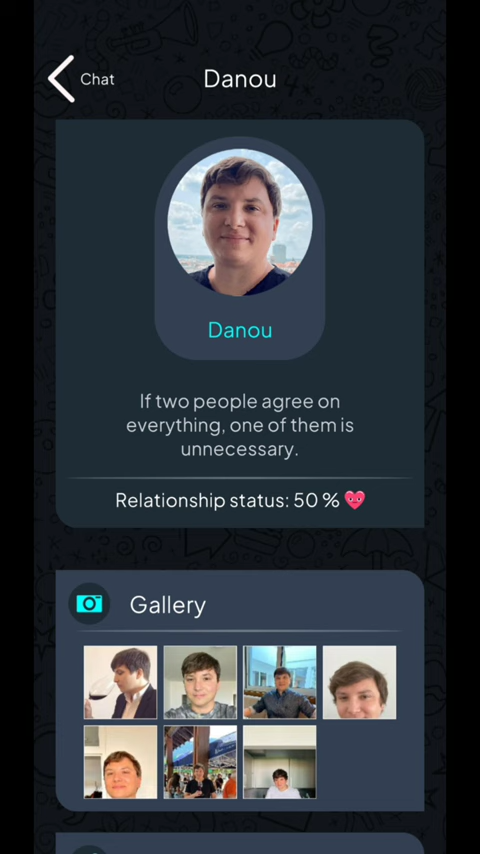 Chat
Danou
Danou
If two people agree on
everything, one of them is
unnecessary.
Relationship status: 50 % 💗
Gallery